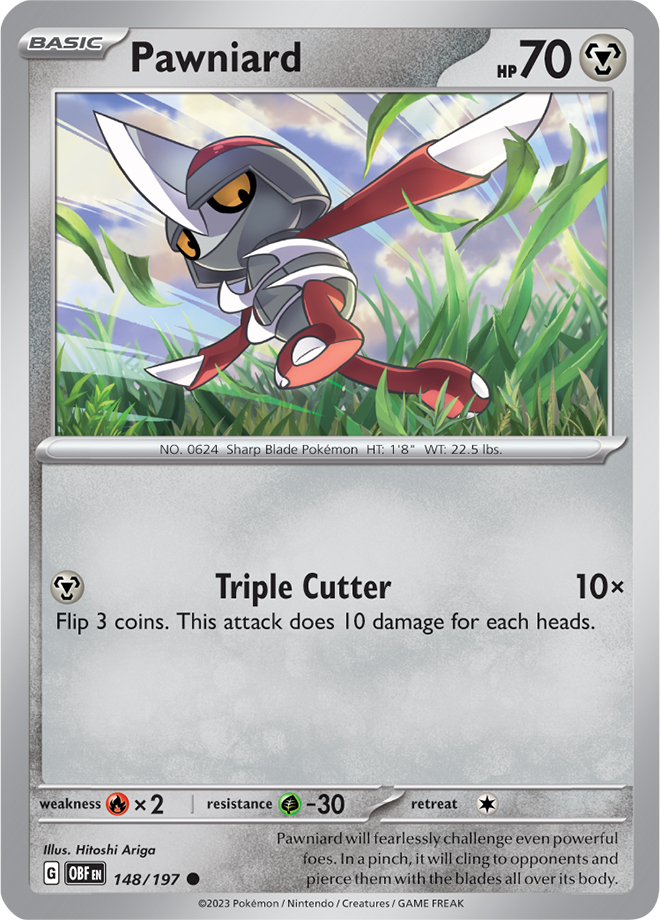 BASIC Pawniard HP 70
NO. 0624 Sharp Blade Pokémon HT: 1'8" WT: 22.5 lbs.
Triple Cutter 10×
Flip 3 coins. This attack does 10 damage for each heads.
weakness ×2 resistance -30 retreat
Illus. Hitoshi Ariga
Pawniard will fearlessly challenge even powerful
foes. In a pinch, it will cling to opponents and
pierce them with the blades all over its body.
G OBF EN 148/197
©2023 Pokémon / Nintendo / Creatures / GAME FREAK